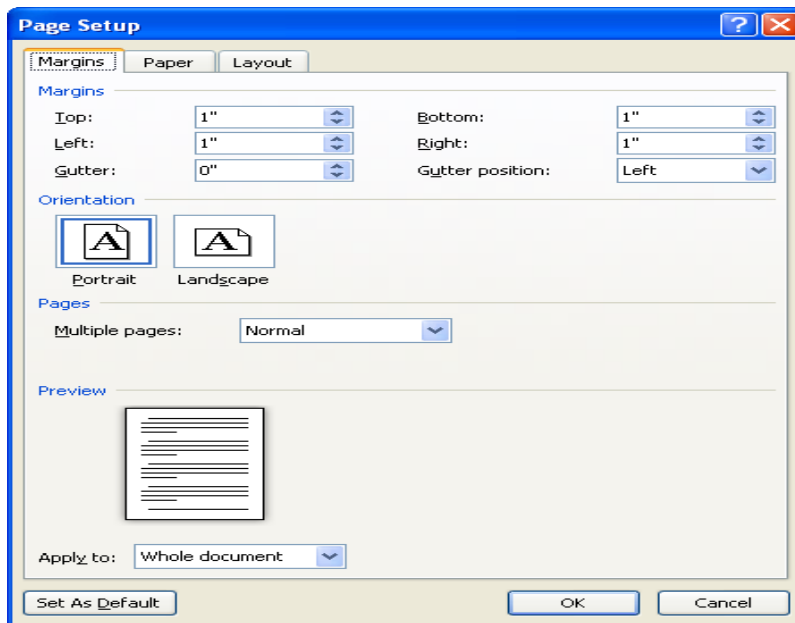 Page Setup
Margins Paper Layout
Margins
Top: 1" Bottom: 1"
Left: 1" Right: 1"
Gutter: 0" Gutter position: Left
Orientation
A A
Portrait Landscape
Pages
Multiple pages: Normal
Preview
Apply to: Whole document
Set As Default OK Cancel